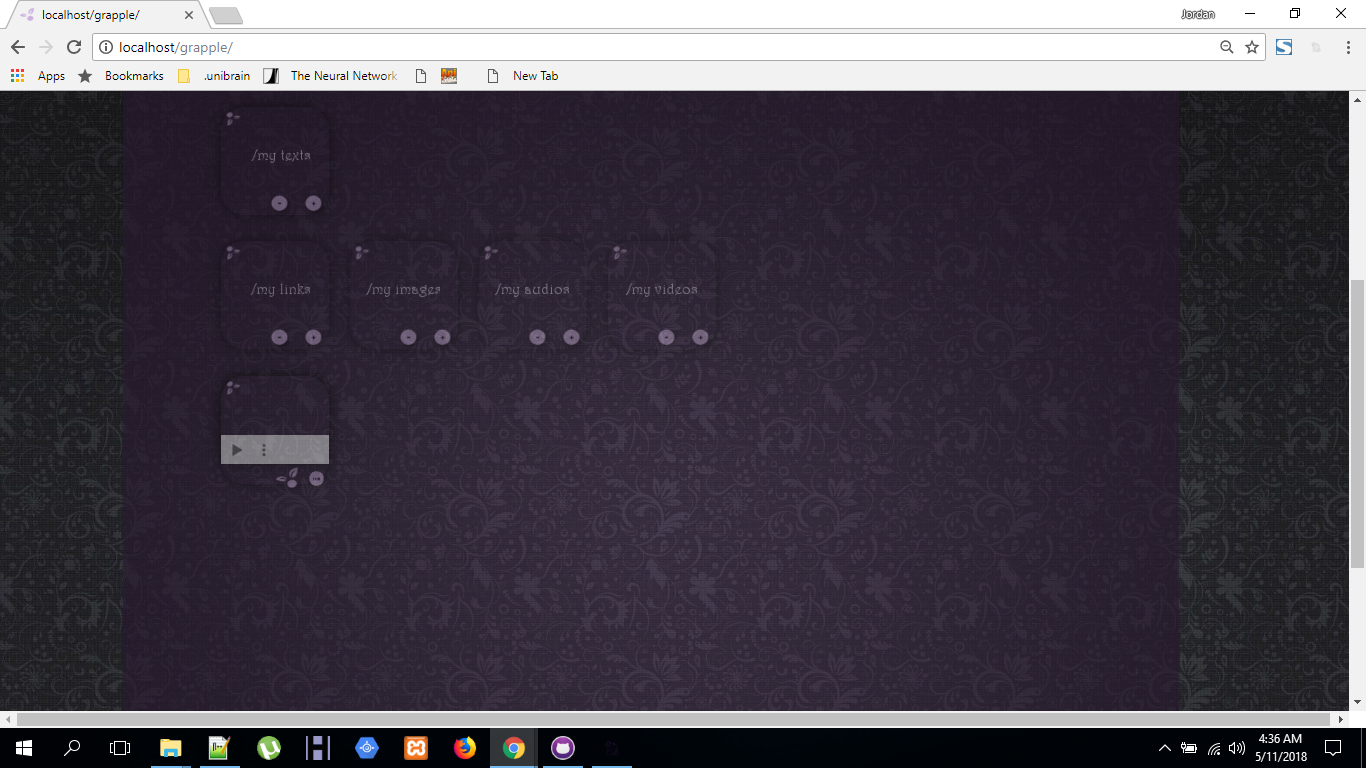 localhost/grapple/
Jordan
localhost/grapple/
Apps Bookmarks .unibrain The Neural Network New Tab
/my texts
/my links /my images /my audios /my videos
4:36 AM
5/11/2018